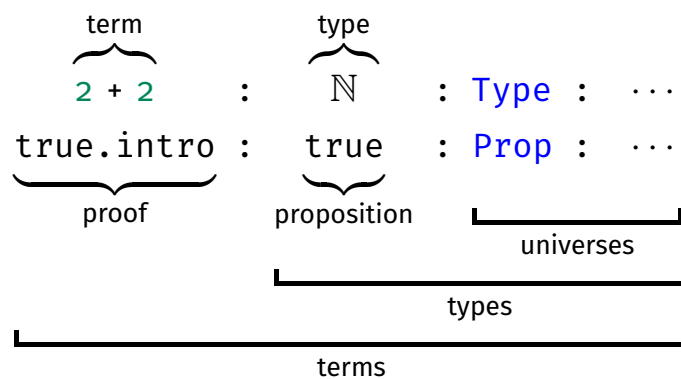 term type
2 + 2 : ℕ : Type : ···
true.intro : true : Prop : ···
proof proposition
universes
types
terms